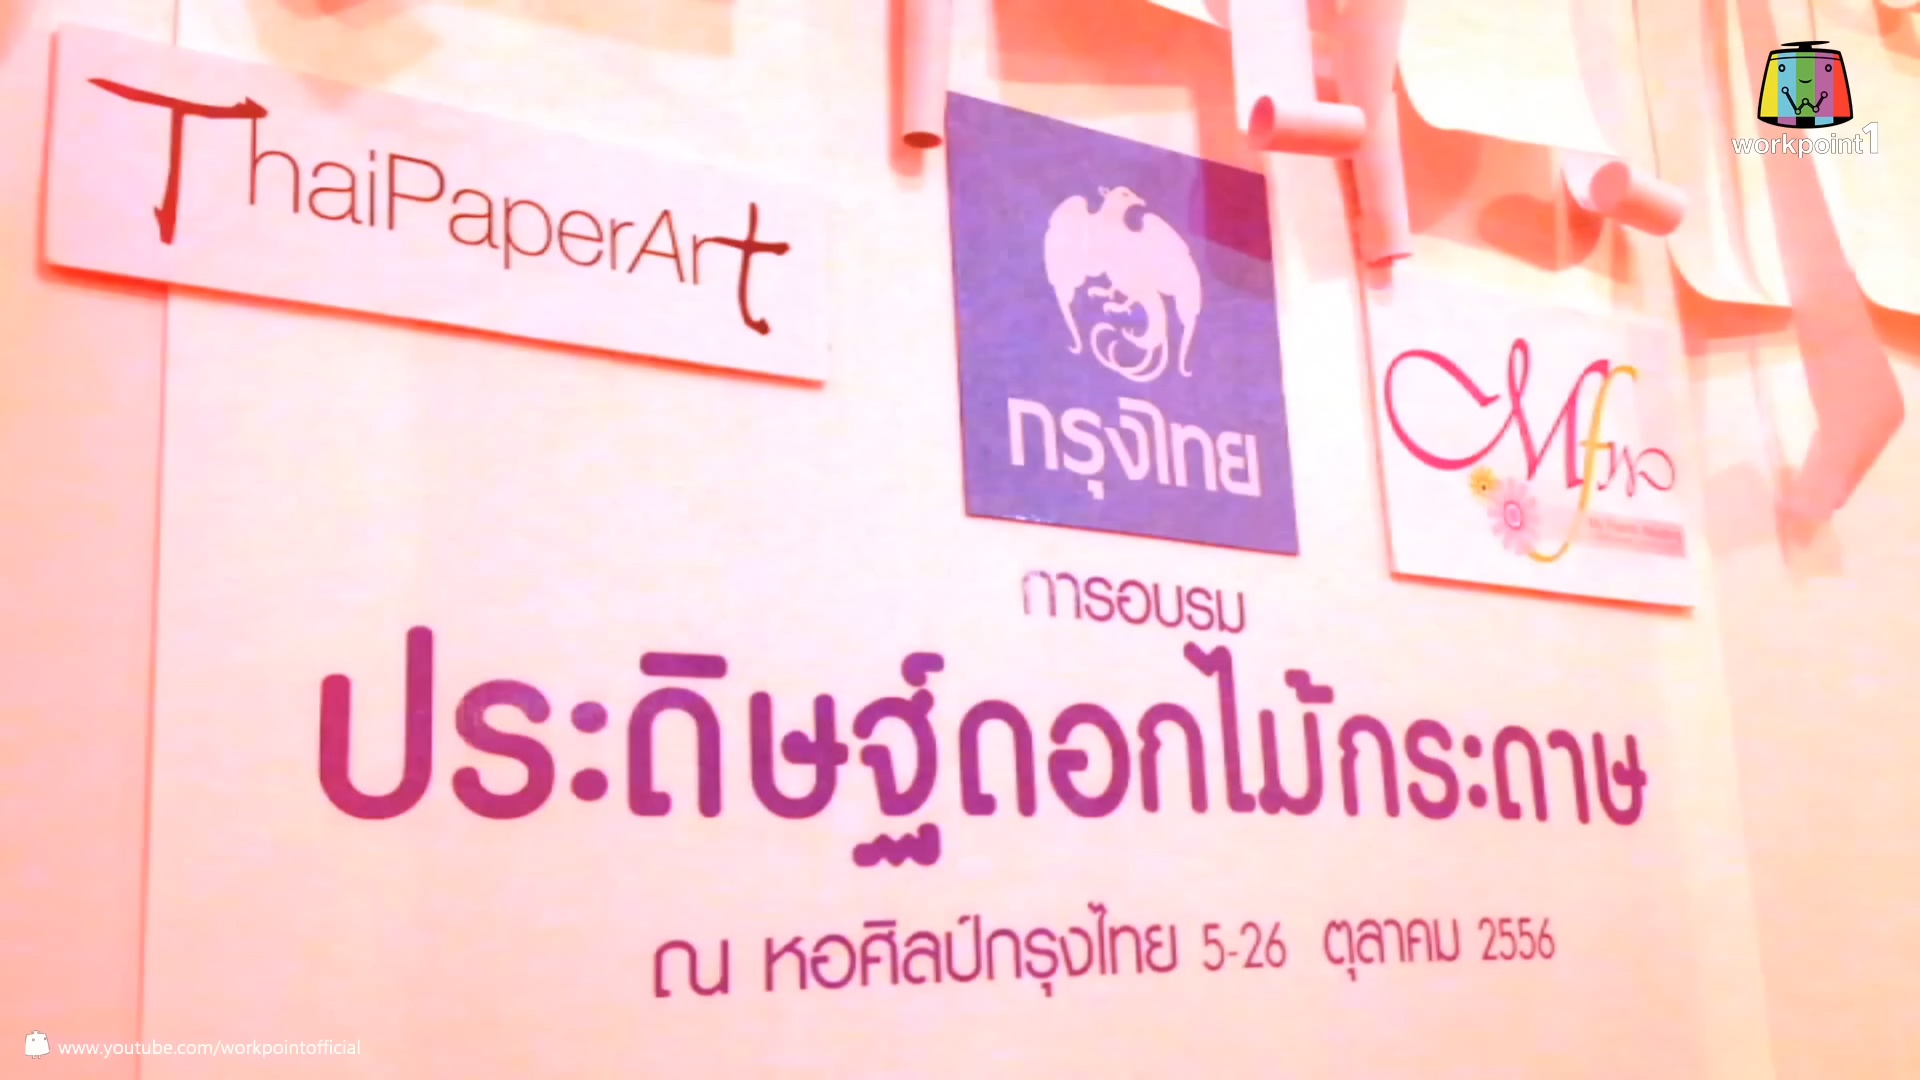 workpoint1
ThaiPaperArt
กรุงไทย
Mfw
การอบรม
ประดิษฐ์ดอกไม้กระดาษ
ณ หอศิลป์กรุงไทย 5-26 ตุลาคม 2556
www.youtube.com/workpointofficial